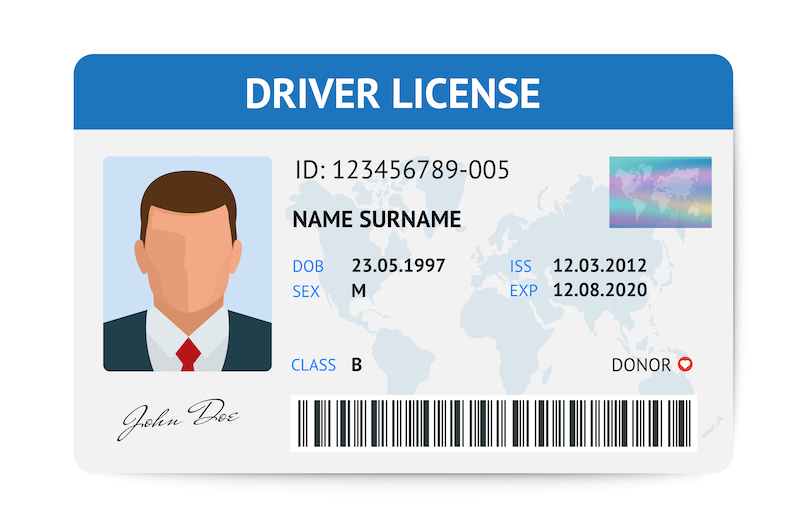 DRIVER LICENSE
ID: 123456789-005
NAME SURNAME
DOB 23.05.1997 ISS 12.03.2012
SEX M EXP 12.08.2020
CLASS B DONOR
John Doe